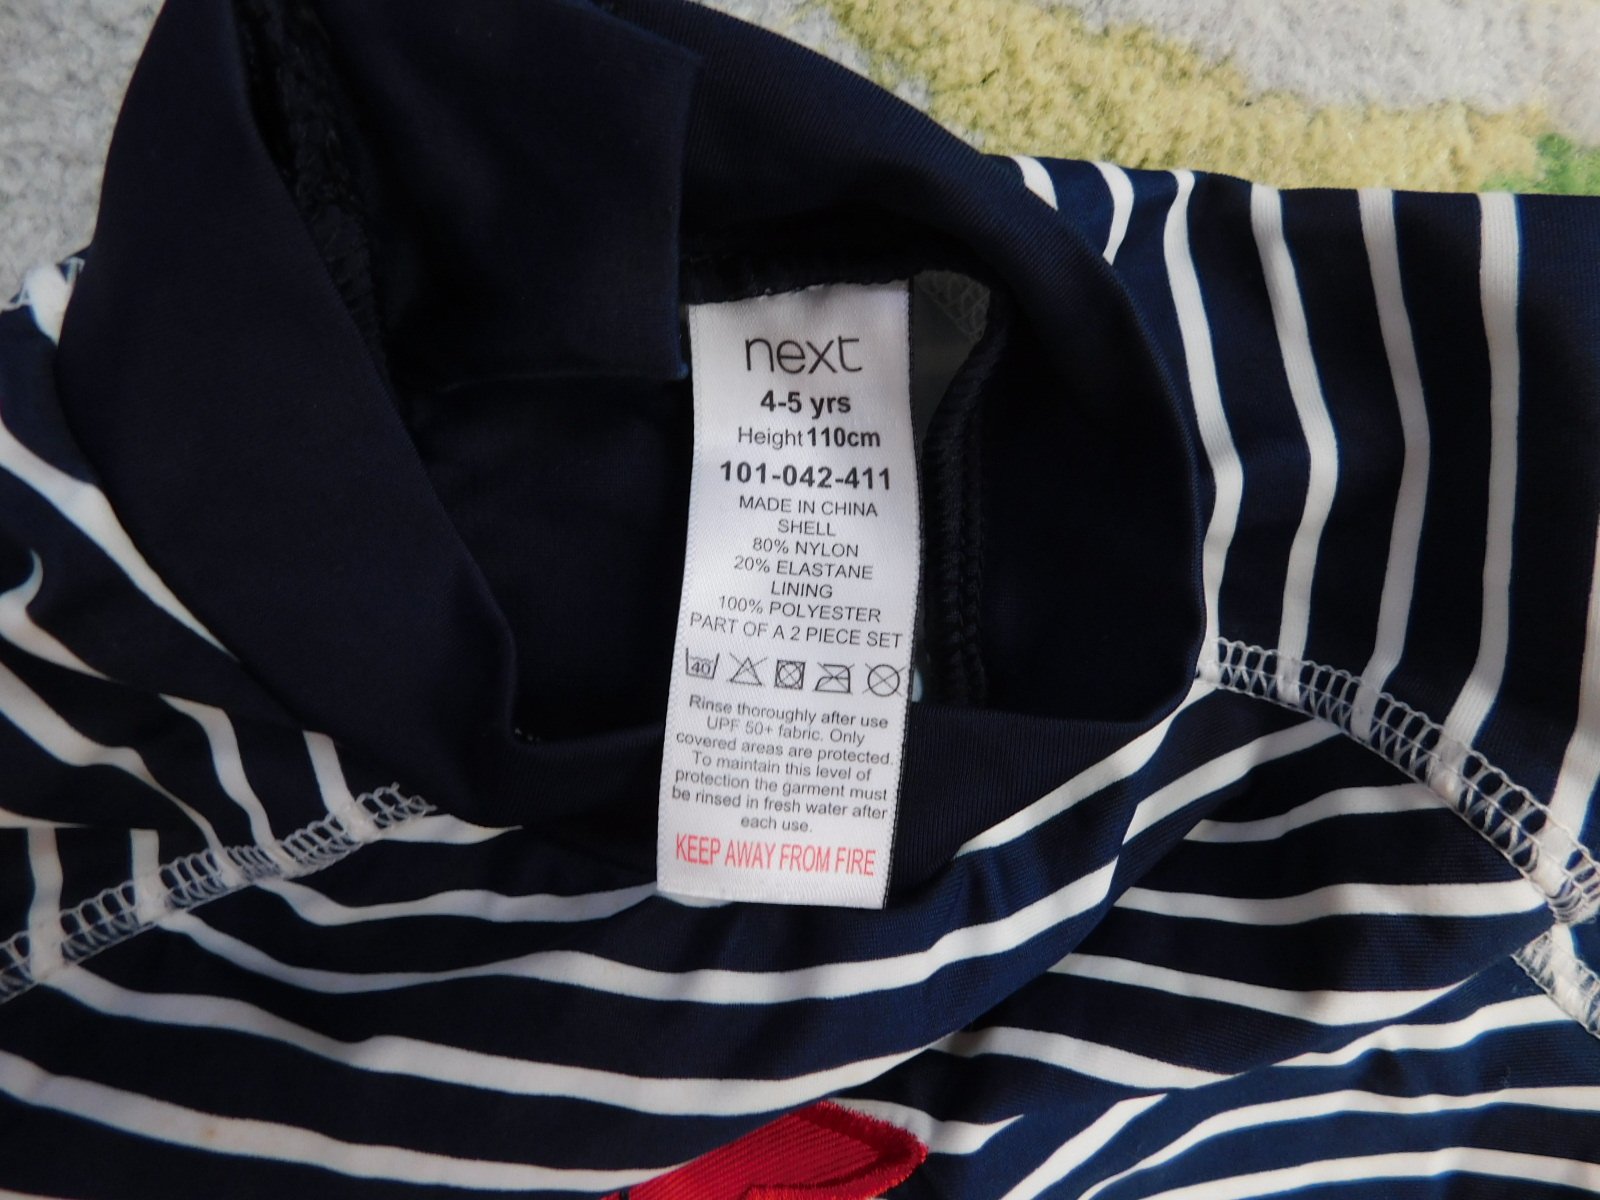 next
4-5 yrs
Height 110cm
101-042-411
MADE IN CHINA
SHELL
80% NYLON
20% ELASTANE
LINING
100% POLYESTER
PART OF A 2 PIECE SET
40
Rinse thoroughly after use
UPF 50+ fabric. Only
covered areas are protected.
To maintain this level of
protection the garment must
be rinsed in fresh water after
each use.
KEEP AWAY FROM FIRE